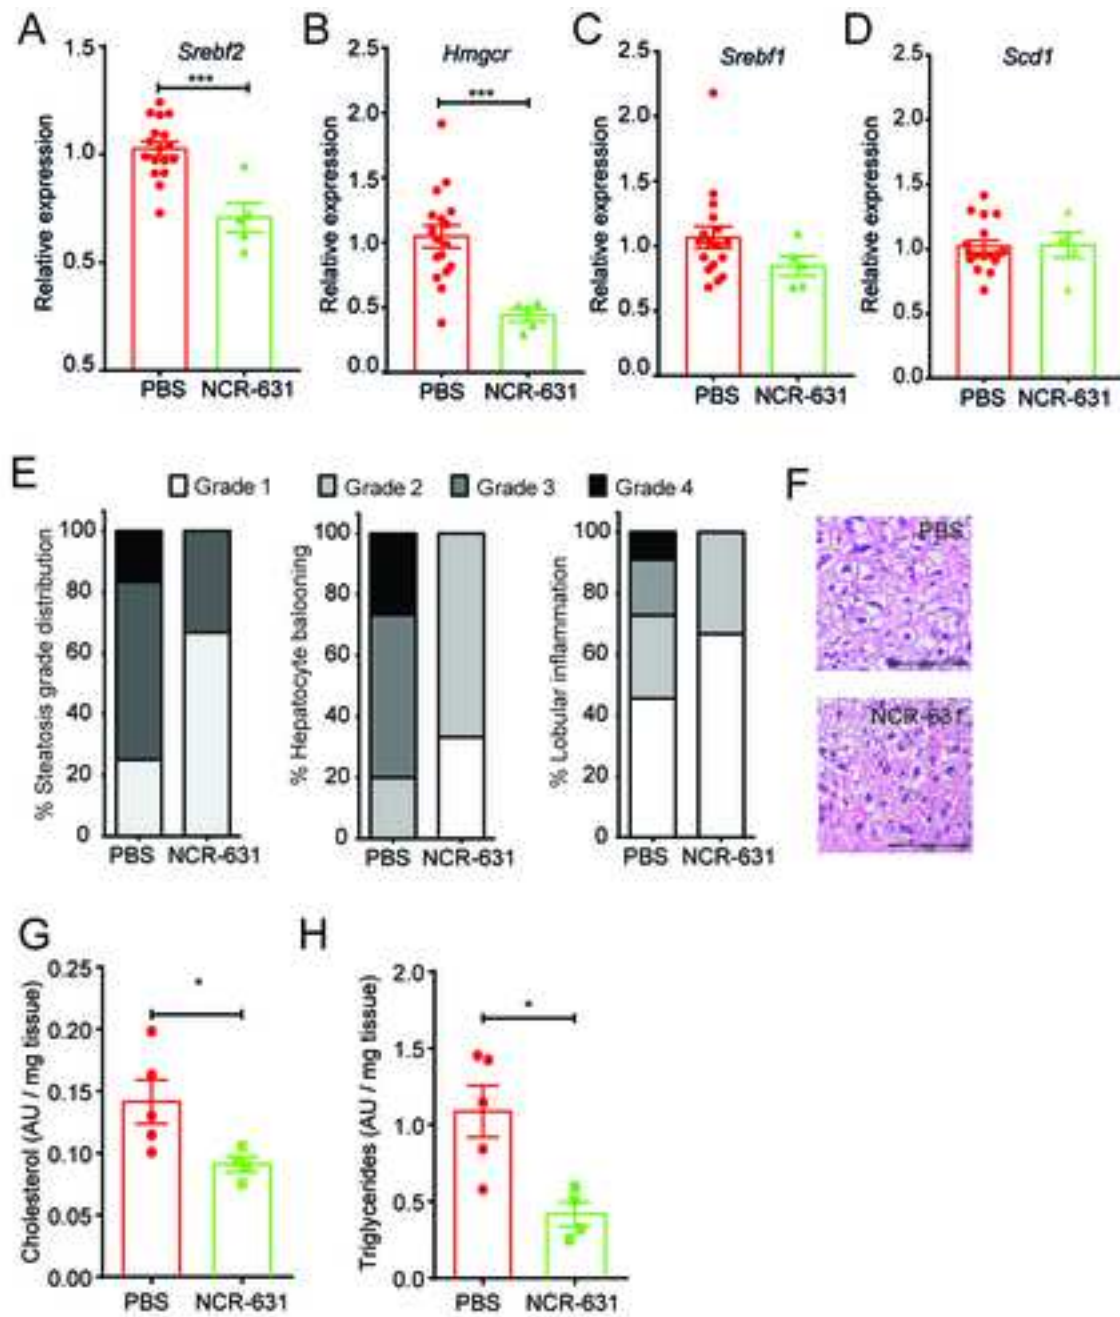 A
Srebf2
***
Relative expression
1.5
1.0
0.5
0.5
PBS NCR-631
B
Hmgcr
***
Relative expression
2.5
2.0
1.5
1.0
0.5
0.0
PBS NCR-631
C
Srebf1
Relative expression
2.5
2.0
1.5
1.0
0.5
0.0
PBS NCR-631
D
Scd1
Relative expression
2.5
2.0
1.5
1.0
0.5
0.0
PBS NCR-631
E
Grade 1 Grade 2 Grade 3 Grade 4
% Steatosis grade distribution
100
80
60
40
20
0
PBS NCR-631
% Hepatocyte balooning
100
80
60
40
20
0
PBS NCR-631
% Lobular inflammation
100
80
60
40
20
0
PBS NCR-631
F
PBS
NCR-631
G
Cholesterol (AU / mg tissue)
0.25
0.20
0.15
0.10
0.05
0.00
*
PBS NCR-631
H
Triglycerides (AU / mg tissue)
2.0
1.5
1.0
0.5
0.0
*
PBS NCR-631